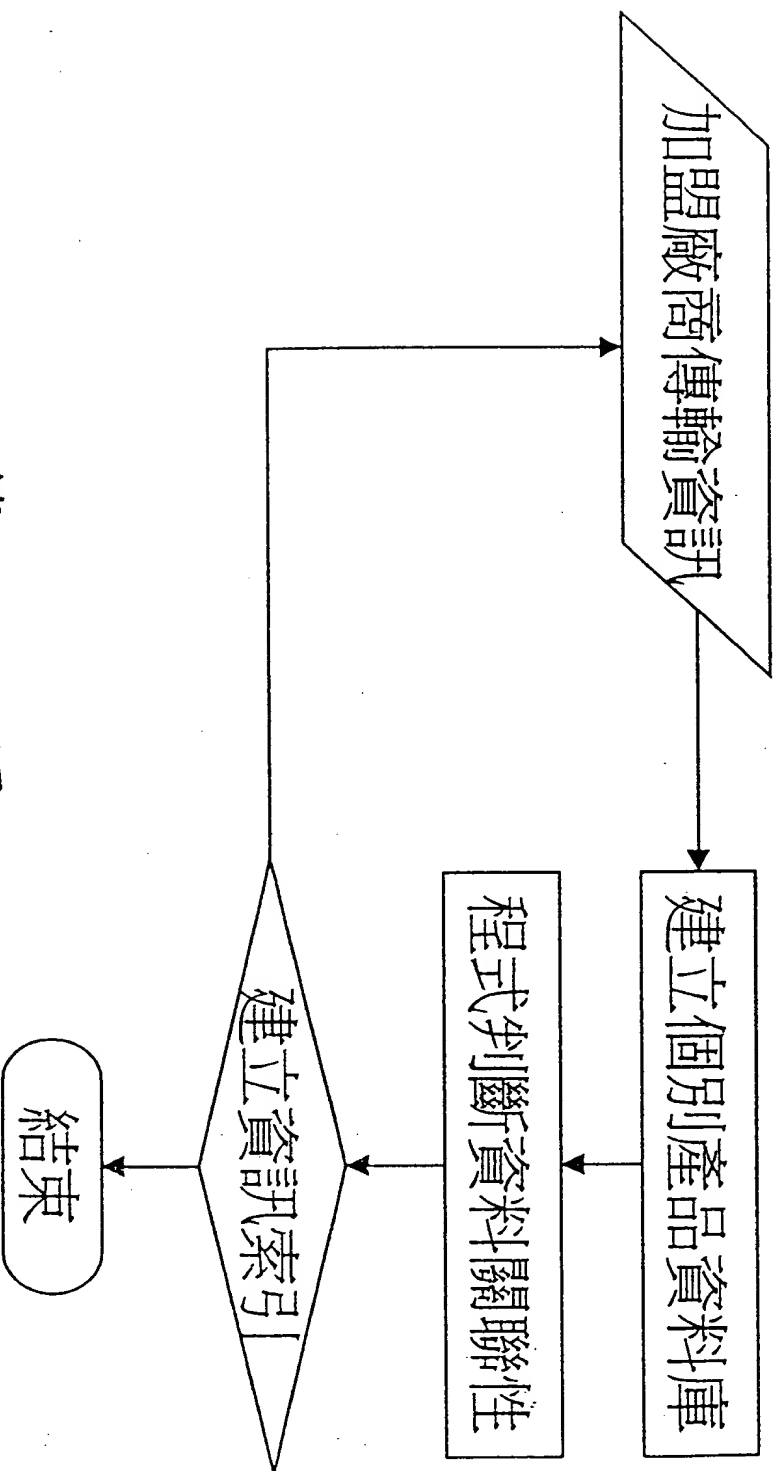 加盟廠商傳輸資訊
建立個別產品資料庫
程式判斷資料關聯性
建立資訊索引
結束